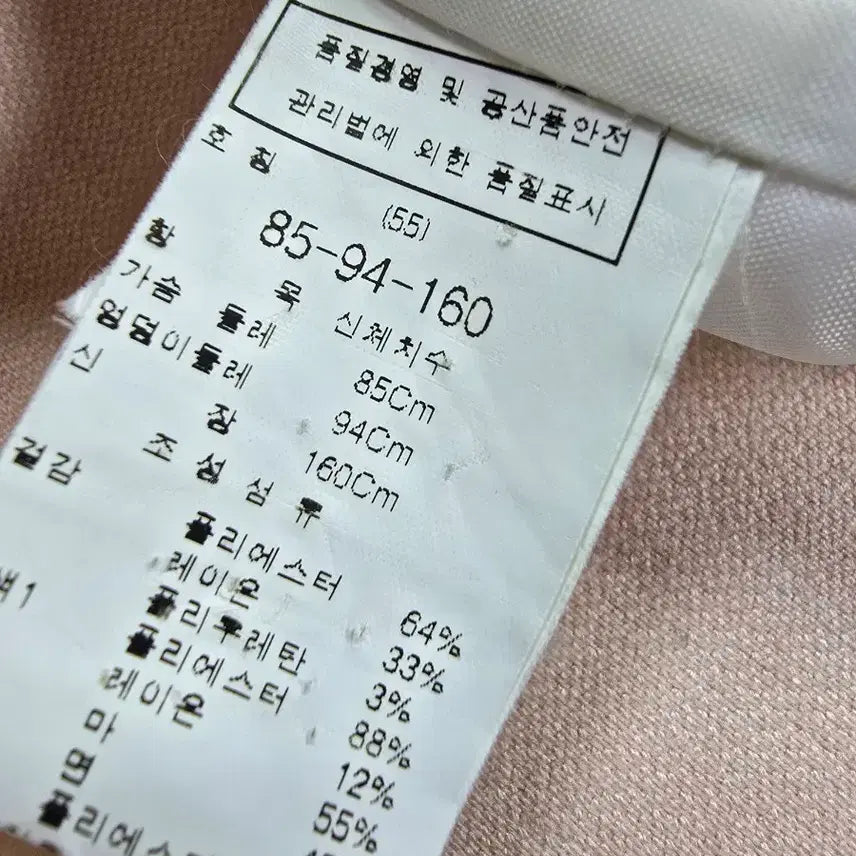 품질경영 및 공산품안전
관리법에 의한 품질표시
호 칭
(55)
85-94-160
항 목 신체치수
가슴 둘레 85Cm
엉덩이둘레 94Cm
신 장 160Cm
조 성 섬 유
겉감 폴리에스터 64%
레이온 33%
폴리우레탄 3%
배색1 폴리에스터 88%
레이온 12%
마 55%
면
폴리에스터